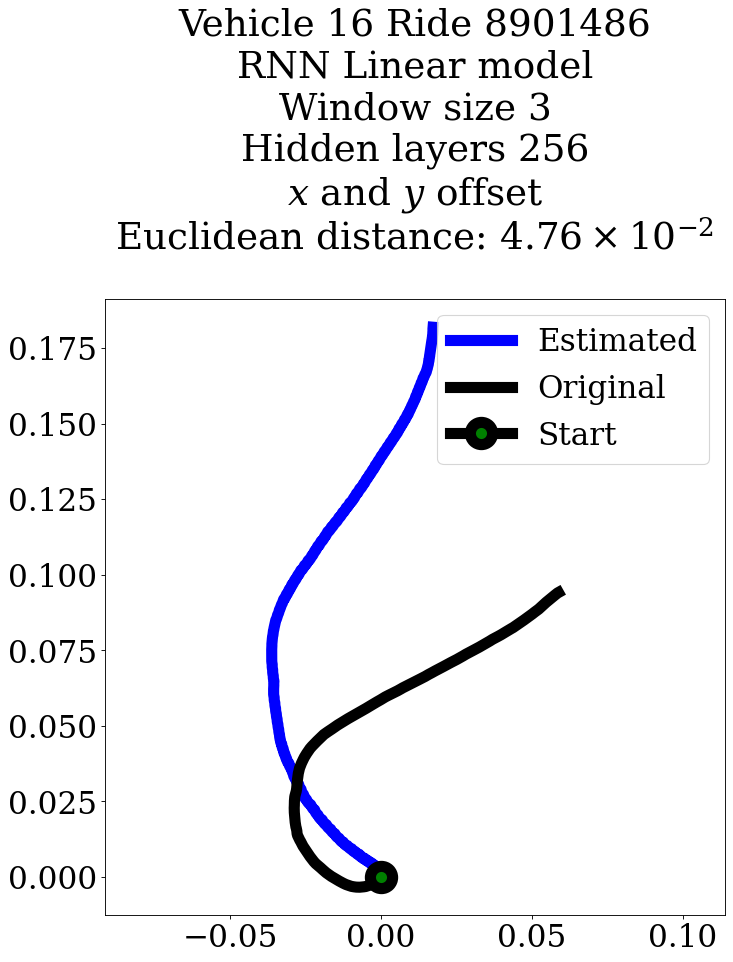 Vehicle 16 Ride 8901486
RNN Linear model
Window size 3
Hidden layers 256
x and y offset
Euclidean distance: 4.76 × 10⁻²
Estimated
Original
Start
0.175
0.150
0.125
0.100
0.075
0.050
0.025
0.000
−0.05 0.00 0.05 0.10